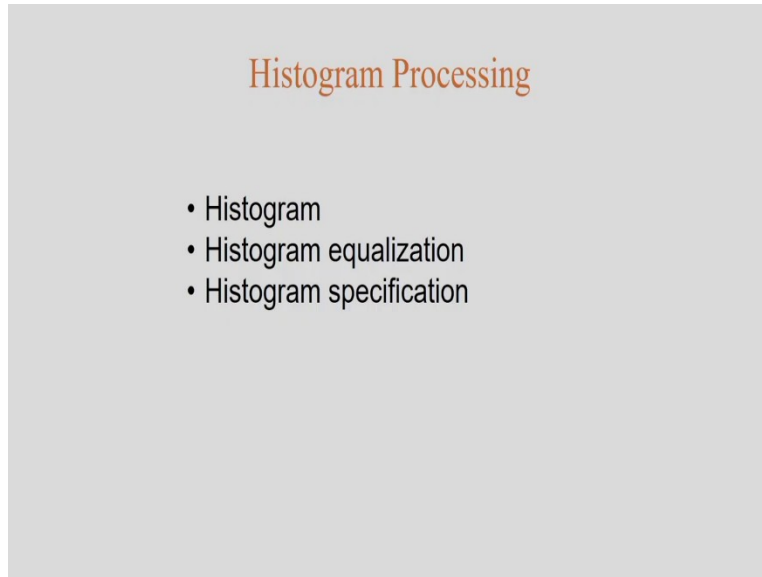 Histogram Processing
• Histogram
• Histogram equalization
• Histogram specification